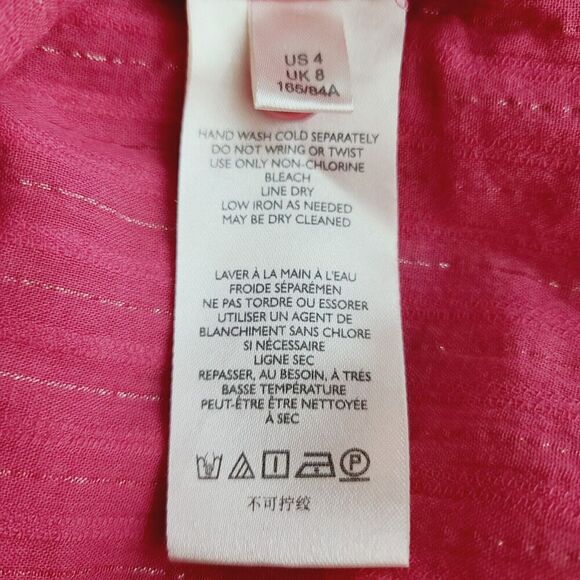 US 4
UK 8
165/84A
HAND WASH COLD SEPARATELY
DO NOT WRING OR TWIST
USE ONLY NON-CHLORINE
BLEACH
LINE DRY
LOW IRON AS NEEDED
MAY BE DRY CLEANED
LAVER À LA MAIN À L'EAU
FROIDE SÉPARÉMEN
NE PAS TORDRE OU ESSORER
UTILISER UN AGENT DE
BLANCHIMENT SANS CHLORE
SI NÉCESSAIRE
LIGNE SEC
REPASSER, AU BESOIN, À TRÈS
BASSE TEMPÉRATURE
PEUT-ÊTRE ÊTRE NETTOYÉE
À SEC
P
不可拧绞